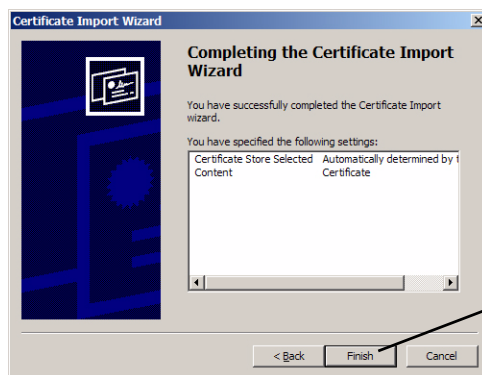 Certificate Import Wizard
Completing the Certificate Import
Wizard
You have successfully completed the Certificate Import
wizard.
You have specified the following settings:
Certificate Store Selected Automatically determined by t
Content Certificate
< Back Finish Cancel